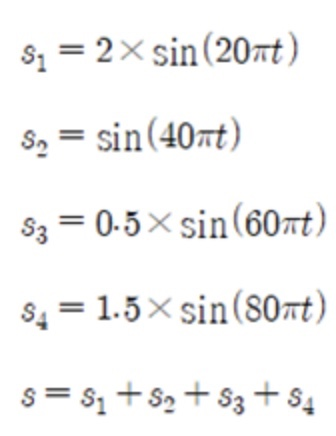 s₁ = 2 × sin(20πt)
s₂ = sin(40πt)
s₃ = 0.5 × sin(60πt)
s₄ = 1.5 × sin(80πt)
s = s₁ + s₂ + s₃ + s₄